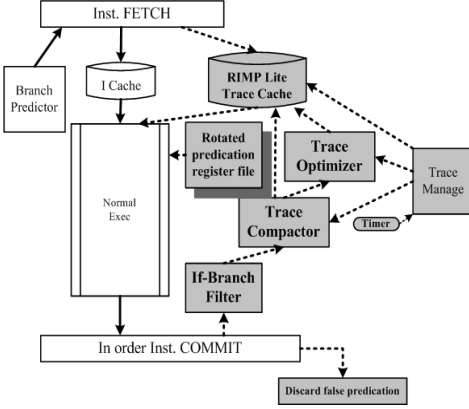 Inst. FETCH
Branch
Predictor
I Cache
RIMP Lite
Trace Cache
Rotated
predication
register file
Trace
Optimizer
Trace
Manage
Normal
Exec
Trace
Compactor
Timer
If-Branch
Filter
In order Inst. COMMIT
Discard false predication